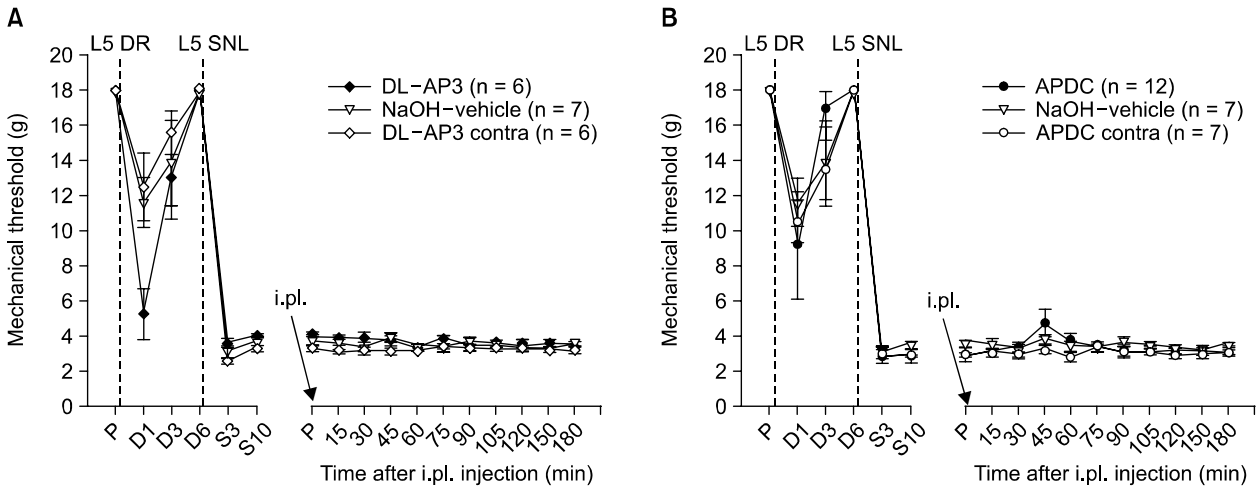 A
L5 DR L5 SNL
20
18
16
14
12
10
8
6
4
2
0
Mechanical threshold (g)
DL-AP3 (n = 6)
NaOH-vehicle (n = 7)
DL-AP3 contra (n = 6)
i.pl.
P D1 D3 D6 S3 S10 P 15 30 45 60 75 90 105 120 150 180
Time after i.pl. injection (min)
B
L5 DR L5 SNL
20
18
16
14
12
10
8
6
4
2
0
Mechanical threshold (g)
APDC (n = 12)
NaOH-vehicle (n = 7)
APDC contra (n = 7)
i.pl.
P D1 D3 D6 S3 S10 P 15 30 45 60 75 90 105 120 150 180
Time after i.pl. injection (min)